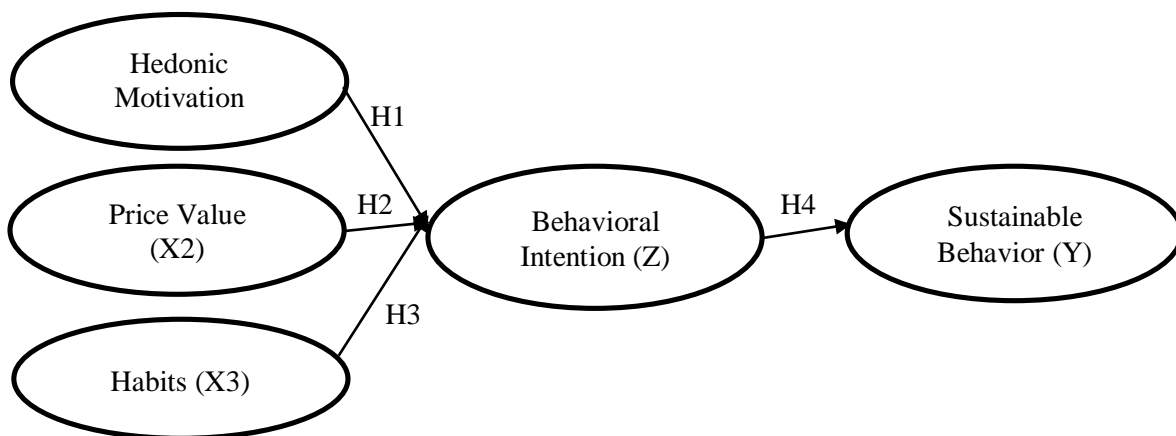 Hedonic
Motivation
H1
Price Value
(X2)
H2
Behavioral
Intention (Z)
H4
Sustainable
Behavior (Y)
H3
Habits (X3)